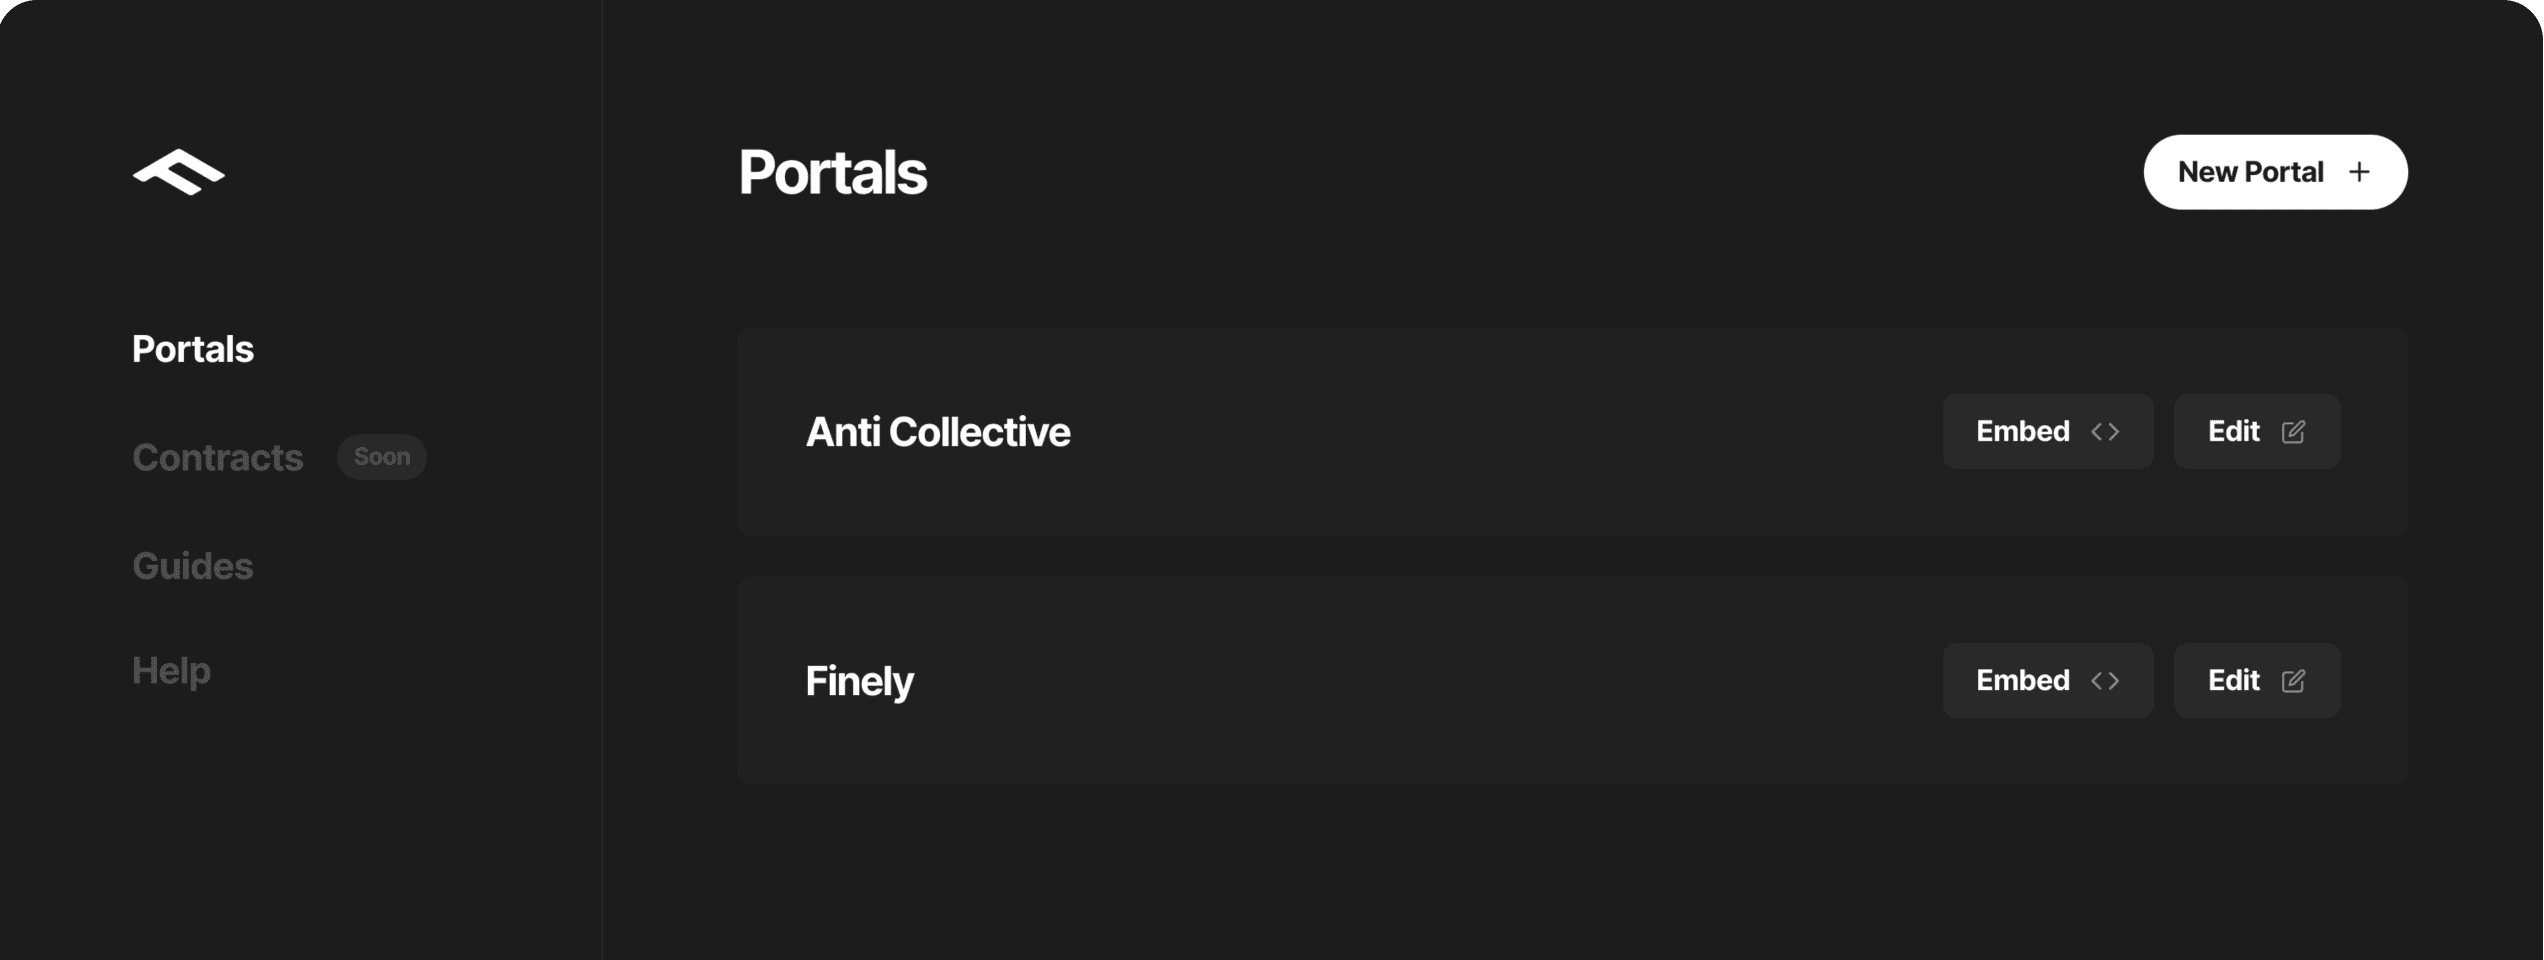 Portals
Contracts Soon
Guides
Help
Portals
New Portal
Anti Collective
Embed
Edit
Finely
Embed
Edit